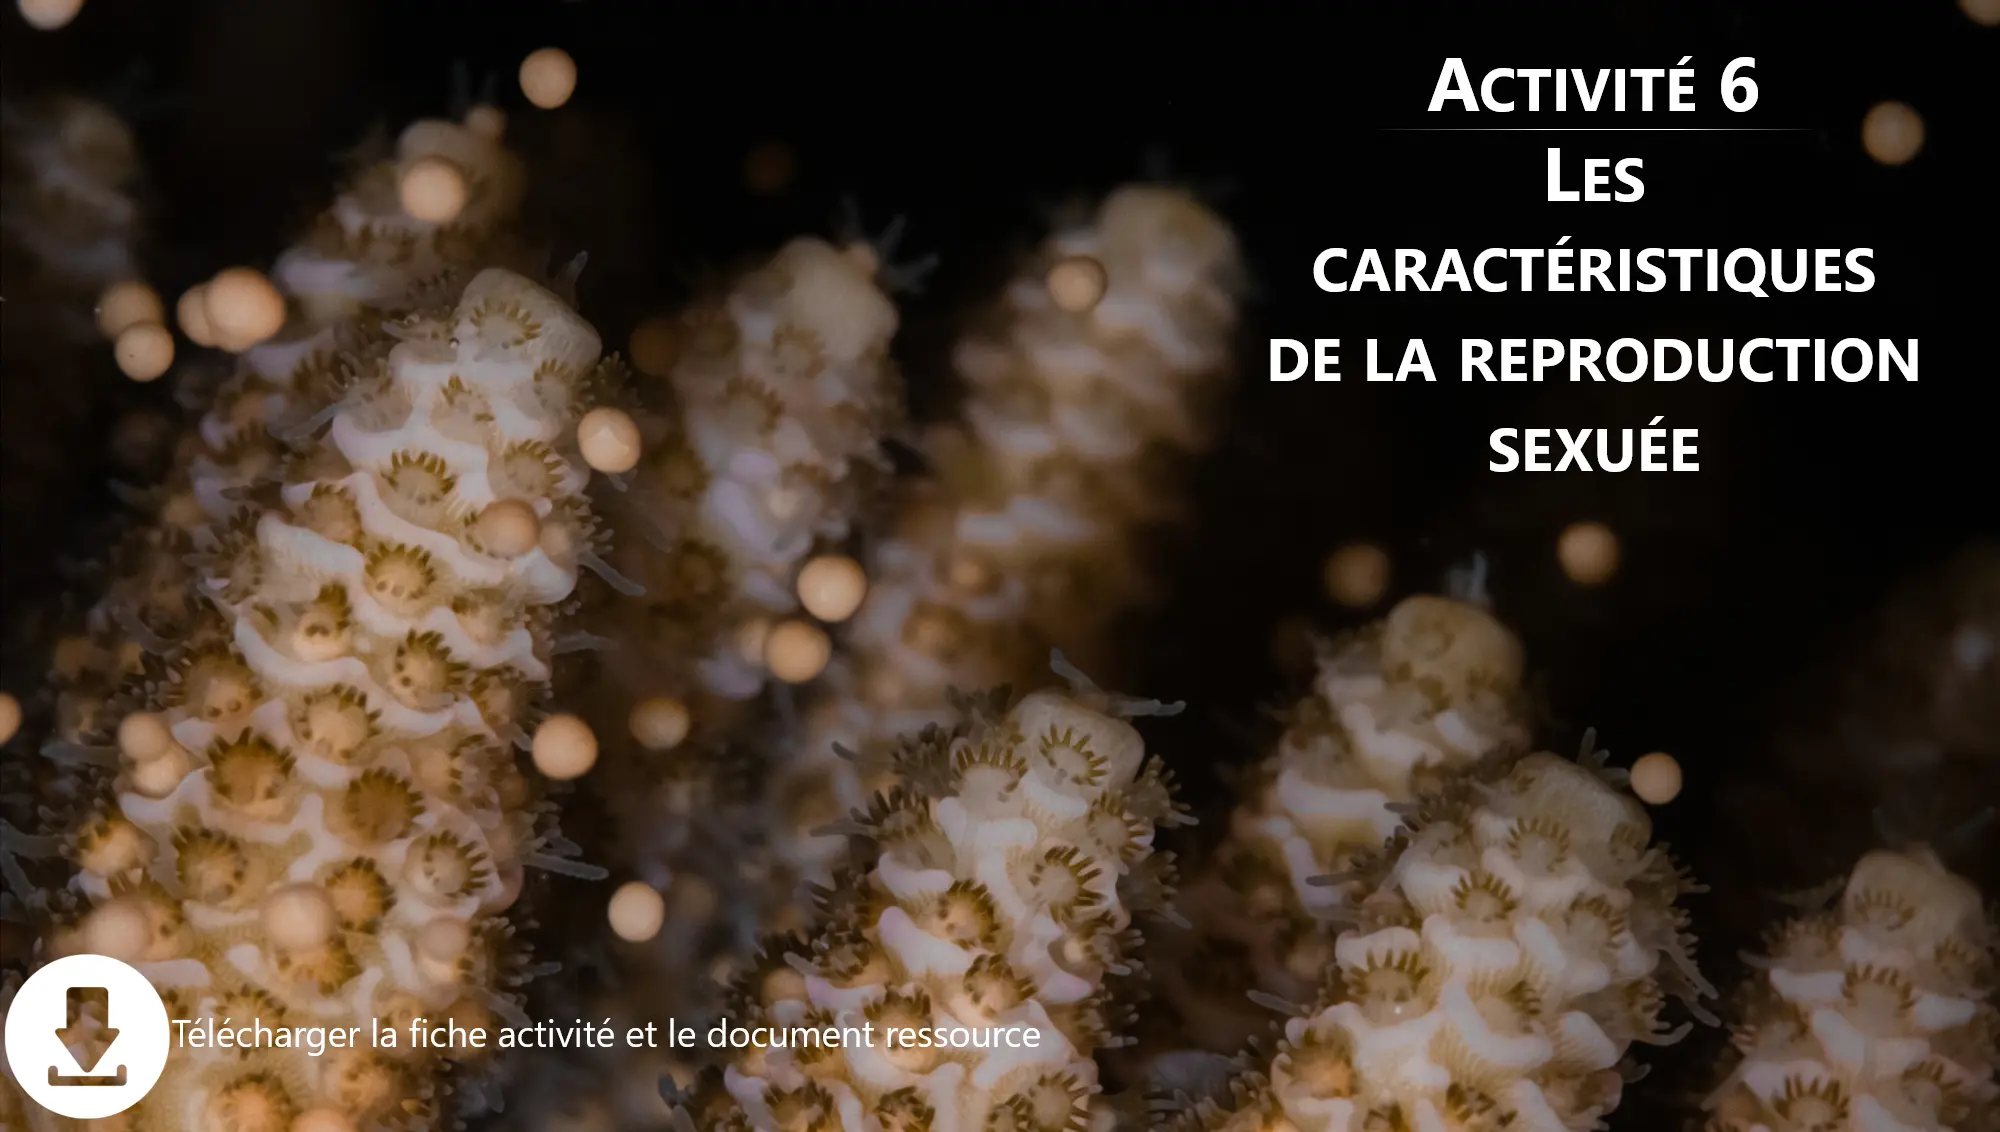 Activité 6
Les
caractéristiques
de la reproduction
sexuée
Télécharger la fiche activité et le document ressource